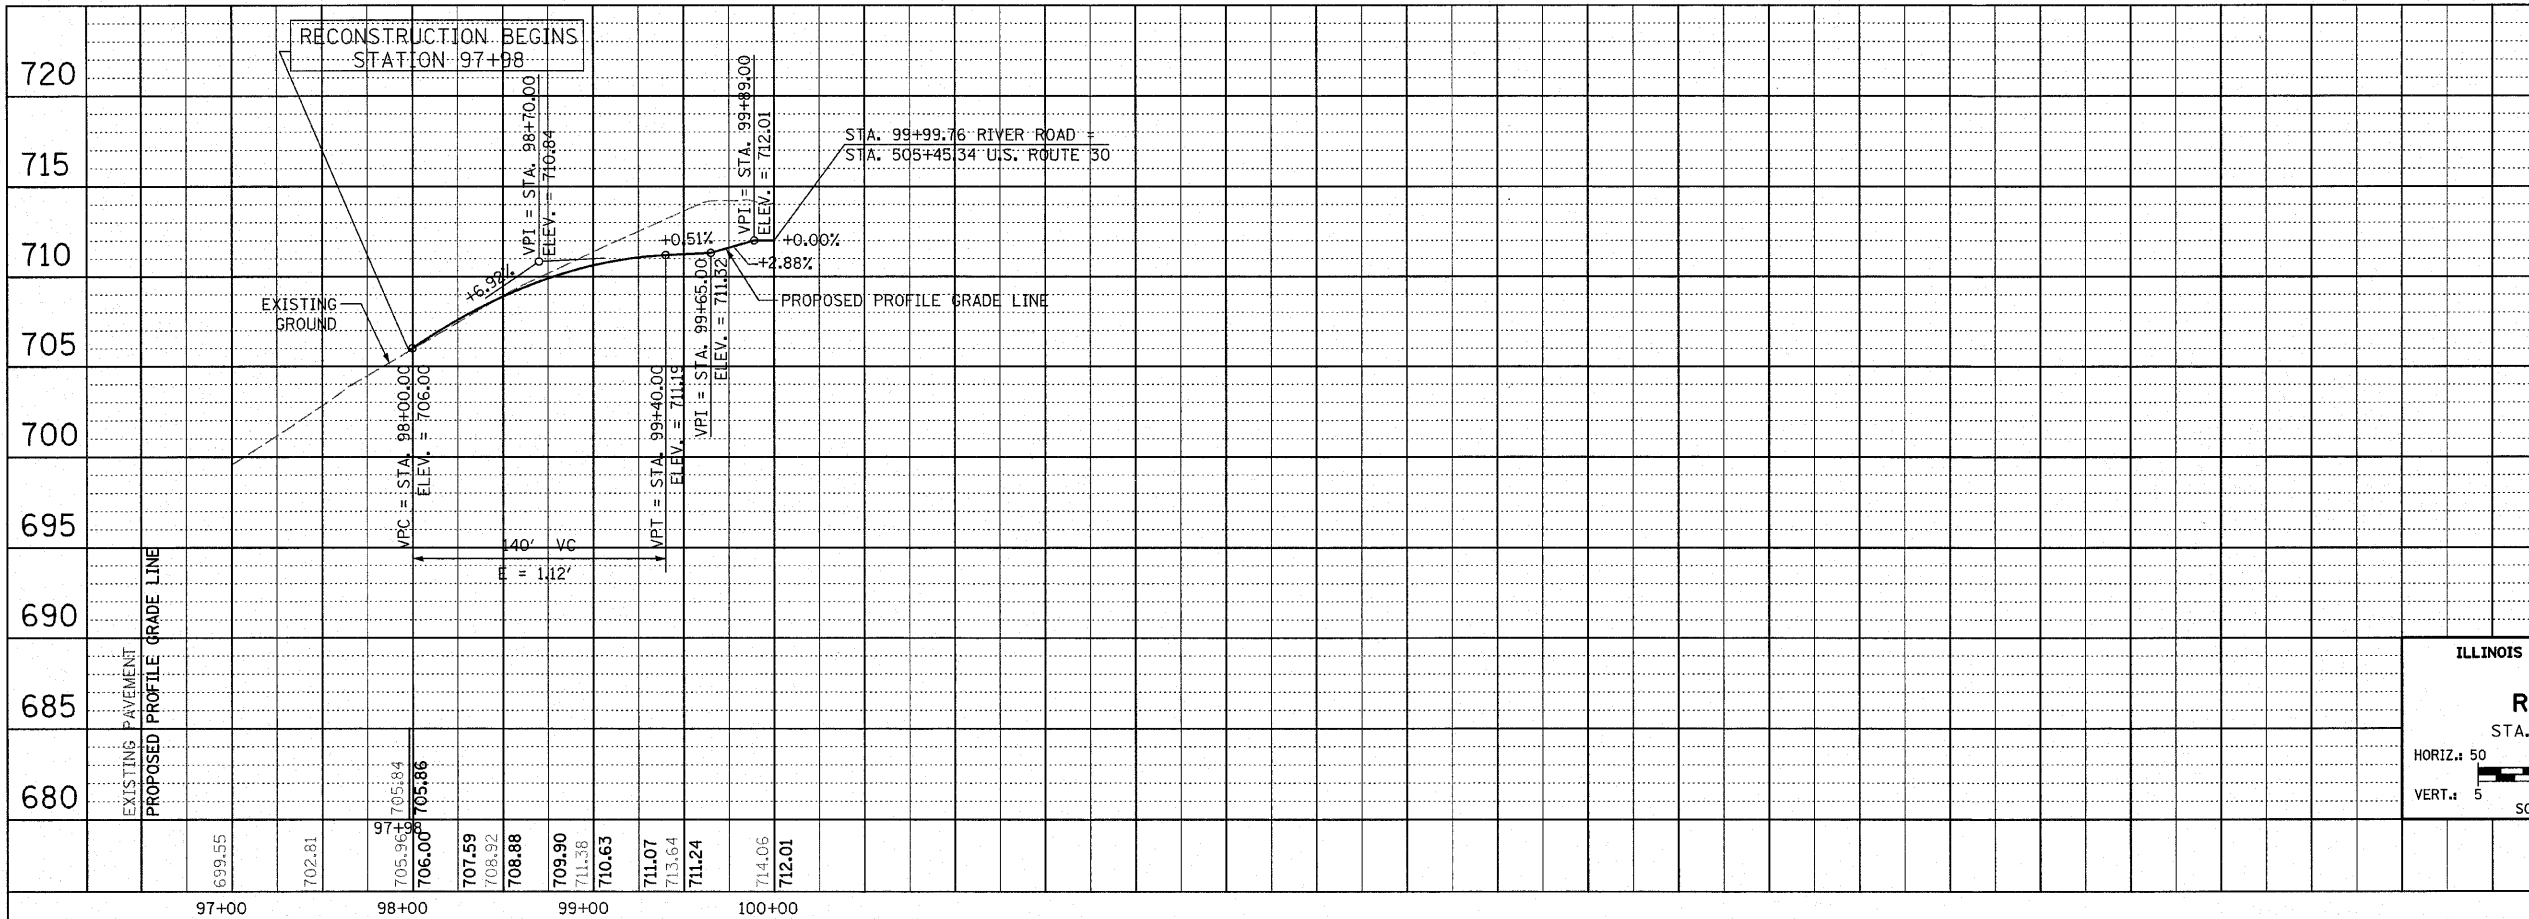 RECONSTRUCTION BEGINS
STATION 97+98
720
715
710
705
700
695
690
685
680
VPI = STA. 98+70.00
ELEV. = 710.84
VPI = STA. 99+89.00
ELEV. = 712.01
STA. 99+99.76 RIVER ROAD =
STA. 505+45.34 U.S. ROUTE 30
+6.92%
+0.51%
+0.00%
+2.88%
EXISTING
GROUND
PROPOSED PROFILE GRADE LINE
VPC = STA. 98+00.00
ELEV. = 706.00
VPT = STA. 99+40.00
ELEV. = 711.19
VPI = STA. 99+65.00
ELEV. = 711.32
140' VC
E = 1.12'
EXISTING PAVEMENT
PROPOSED PROFILE GRADE LINE
705.84
705.86
97+98
699.55
702.81
705.96
706.00
707.59
708.92
708.88
709.90
711.38
710.63
711.07
713.64
711.24
714.06
712.01
97+00
98+00
99+00
100+00
ILLINOIS
R
STA.
HORIZ.: 50
VERT.: 5
SC